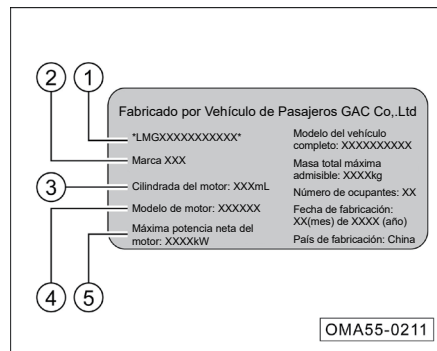 2
1
Fabricado por Vehículo de Pasajeros GAC Co,.Ltd
*LMGXXXXXXXXXXX*
Marca XXX
3
Cilindrada del motor: XXXmL
Modelo de motor: XXXXXX
Máxima potencia neta del
motor: XXXXkW
Modelo del vehículo
completo: XXXXXXXXXX
Masa total máxima
admisible: XXXXkg
Número de ocupantes: XX
Fecha de fabricación:
XX(mes) de XXXX (año)
País de fabricación: China
4
5
OMA55-0211